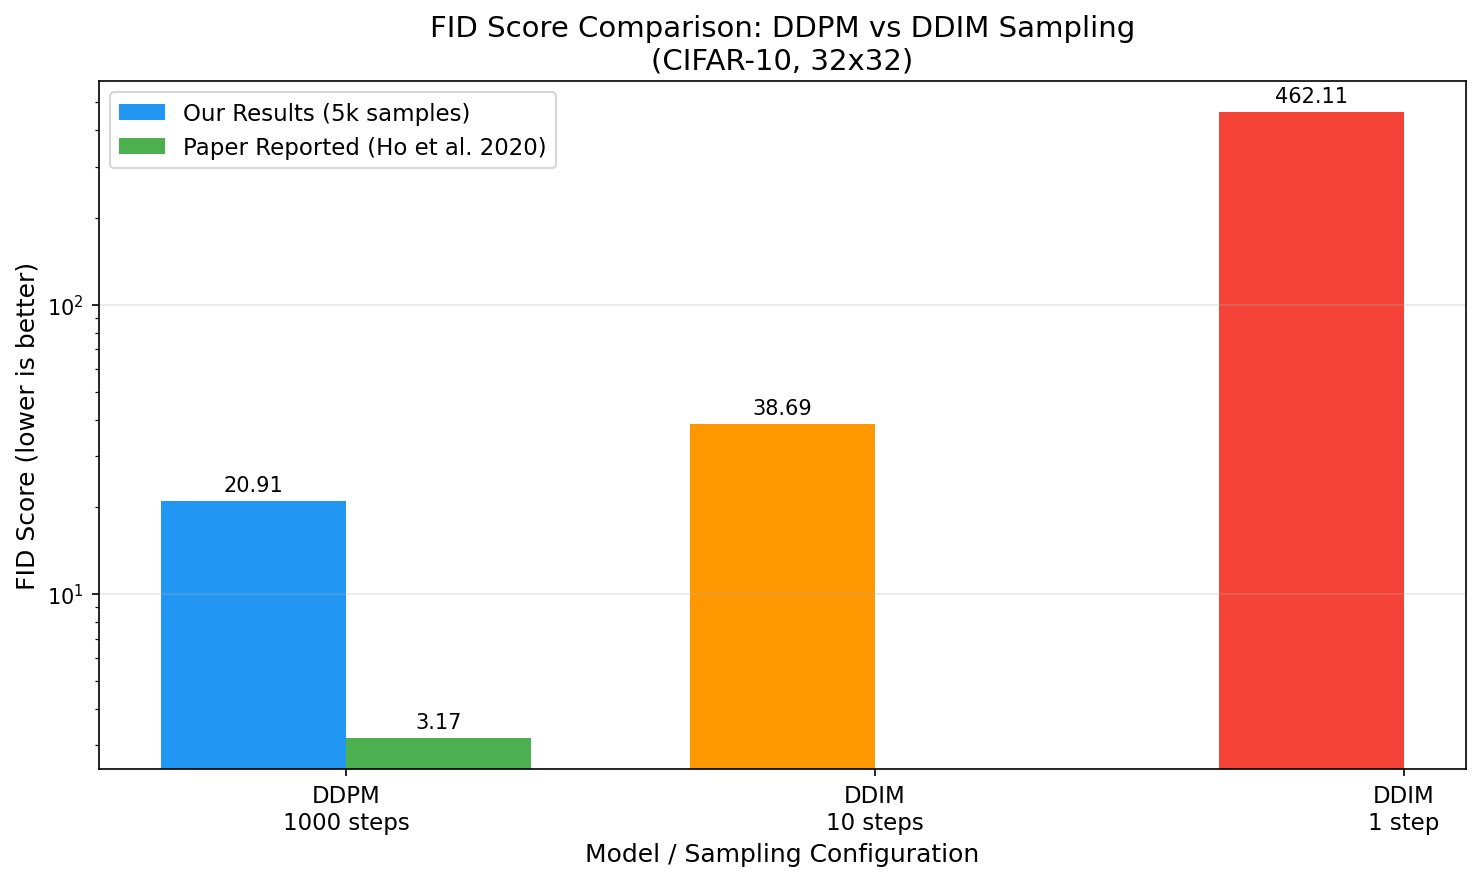 FID Score Comparison: DDPM vs DDIM Sampling
(CIFAR-10, 32x32)
Our Results (5k samples)
Paper Reported (Ho et al. 2020)
462.11
38.69
20.91
3.17
10²
10¹
FID Score (lower is better)
DDPM
1000 steps
DDIM
10 steps
DDIM
1 step
Model / Sampling Configuration